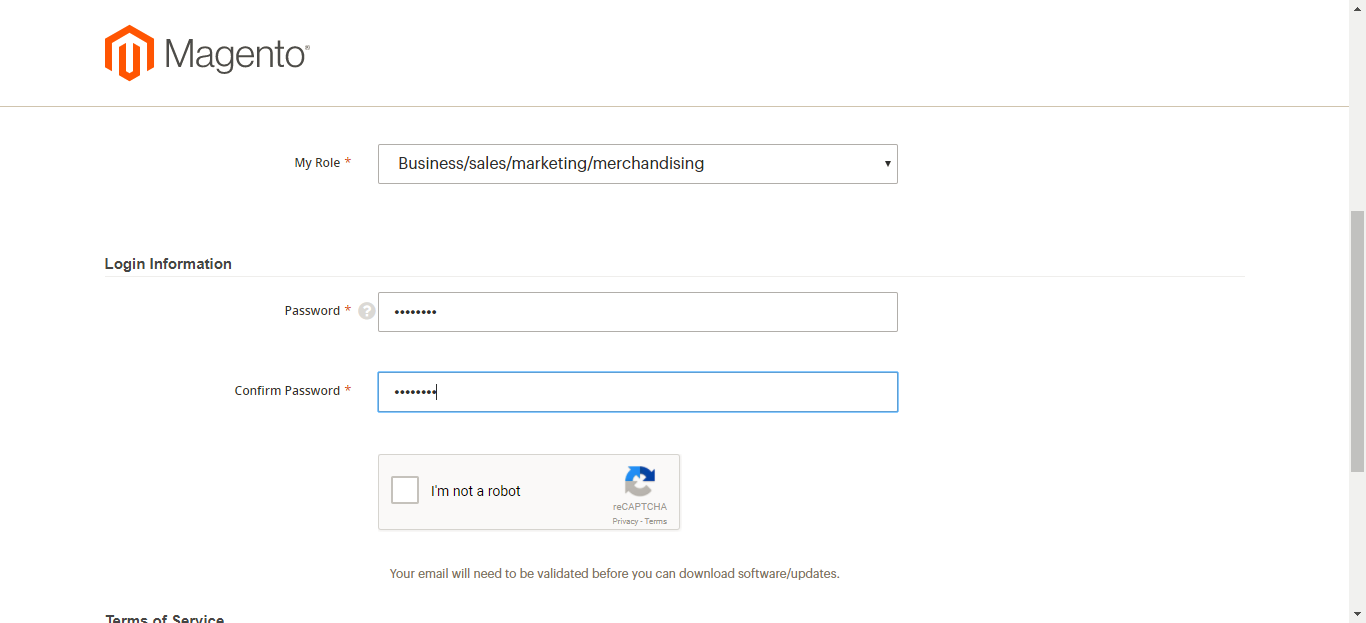 Magento®
My Role *
Business/sales/marketing/merchandising
Login Information
Password * ?
••••••••
Confirm Password *
••••••••
I'm not a robot
reCAPTCHA
Privacy - Terms
Your email will need to be validated before you can download software/updates.
Terms of Service